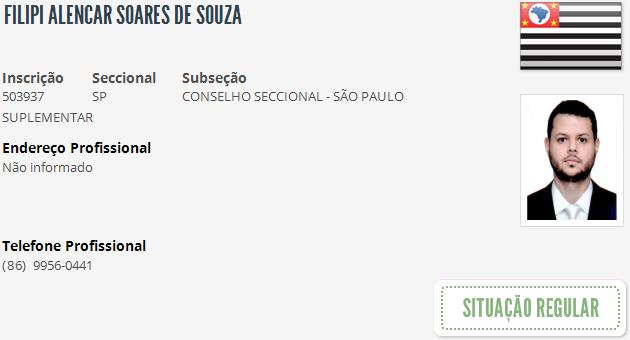 FILIPI ALENCAR SOARES DE SOUZA
Inscrição Seccional Subseção
503937 SP CONSELHO SECCIONAL - SÃO PAULO
SUPLEMENTAR
Endereço Profissional
Não informado
Telefone Profissional
(86) 9956-0441
SITUAÇÃO REGULAR